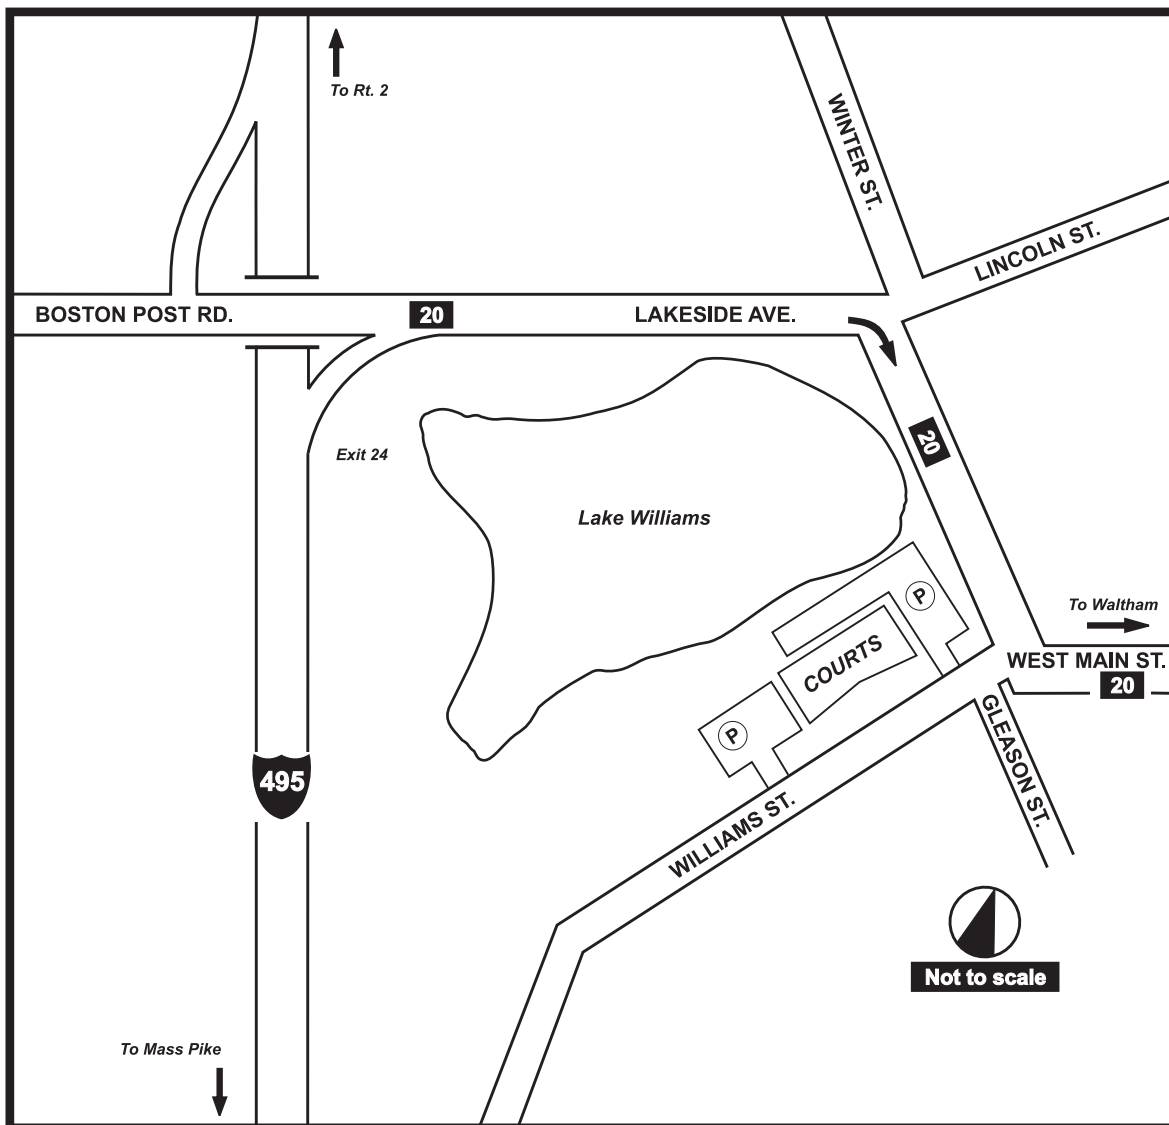 To Rt. 2
WINTER ST.
LINCOLN ST.
BOSTON POST RD.
20
LAKESIDE AVE.
20
Exit 24
Lake Williams
P
To Waltham
COURTS
WEST MAIN ST.
20
P
GLEASON ST.
495
WILLIAMS ST.
Not to scale
To Mass Pike